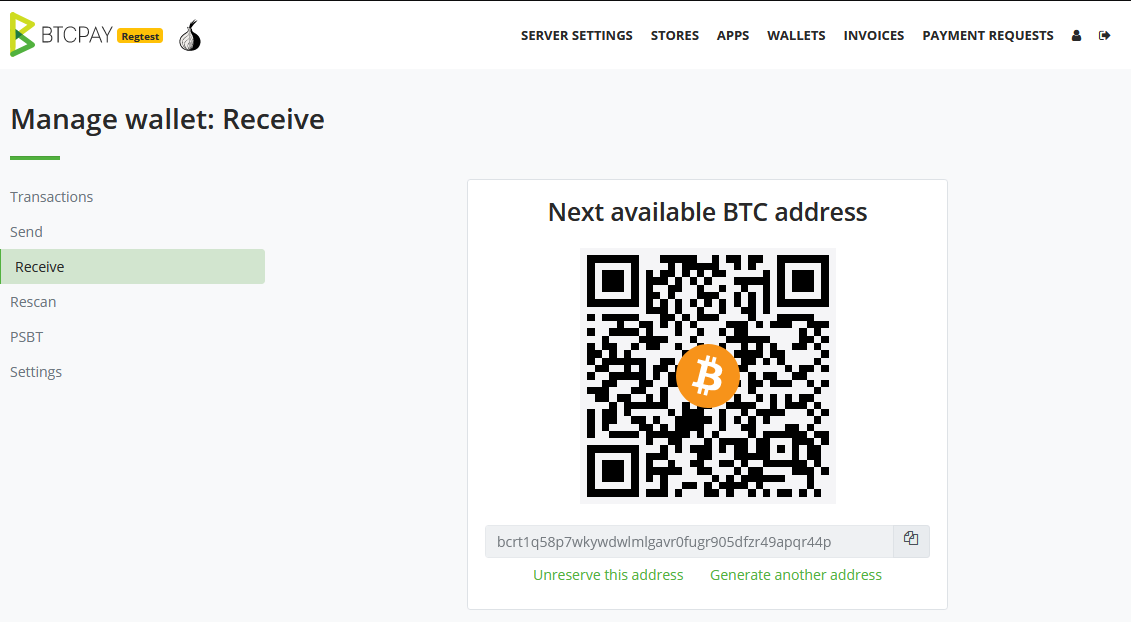 BTCPAY Regtest
SERVER SETTINGS STORES APPS WALLETS INVOICES PAYMENT REQUESTS
Manage wallet: Receive
Transactions
Send
Receive
Rescan
PSBT
Settings
Next available BTC address
bcrt1q58p7wkywdwlmlgavr0fugr905dfzr49apqr44p
Unreserve this address Generate another address